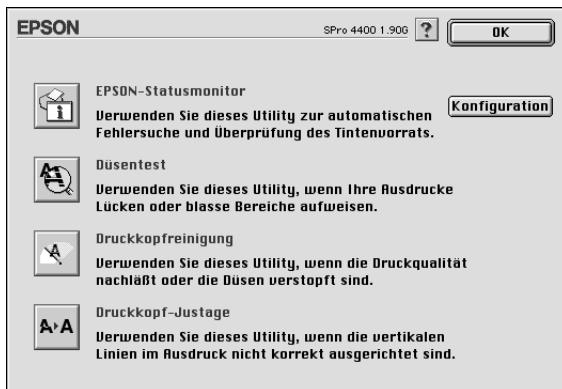 EPSON
SPro 4400 1.90G ? OK
EPSON-Statusmonitor
Verwenden Sie dieses Utility zur automatischen
Fehlersuche und Überprüfung des Tintenvorrats.
Konfiguration
Düsentest
Verwenden Sie dieses Utility, wenn Ihre Ausdrucke
Lücken oder blasse Bereiche aufweisen.
Druckkopfreinigung
Verwenden Sie dieses Utility, wenn die Druckqualität
nachläßt oder die Düsen verstopft sind.
Druckkopf-Justage
Verwenden Sie dieses Utility, wenn die vertikalen
Linien im Ausdruck nicht korrekt ausgerichtet sind.